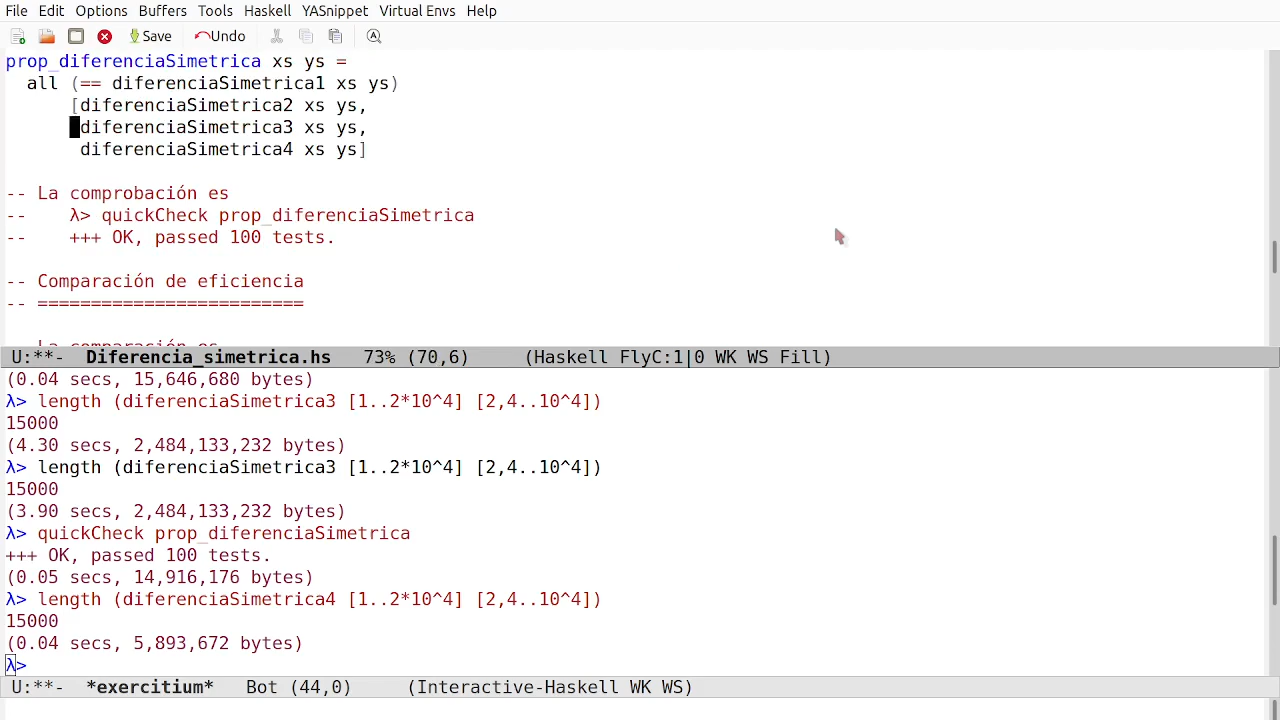 File Edit Options Buffers Tools Haskell YASnippet Virtual Envs Help
Save Undo
prop_diferenciaSimetrica xs ys =
  all (== diferenciaSimetrica1 xs ys)
      [diferenciaSimetrica2 xs ys,
       diferenciaSimetrica3 xs ys,
       diferenciaSimetrica4 xs ys]
-- La comprobación es
--    λ> quickCheck prop_diferenciaSimetrica
--    +++ OK, passed 100 tests.
-- Comparación de eficiencia
-- =========================
-- La comparación es
U:**-  Diferencia_simetrica.hs   73% (70,6)     (Haskell FlyC:1|0 WK WS Fill)
(0.04 secs, 15,646,680 bytes)
λ> length (diferenciaSimetrica3 [1..2*10^4] [2,4..10^4])
15000
(4.30 secs, 2,484,133,232 bytes)
λ> length (diferenciaSimetrica3 [1..2*10^4] [2,4..10^4])
15000
(3.90 secs, 2,484,133,232 bytes)
λ> quickCheck prop_diferenciaSimetrica
+++ OK, passed 100 tests.
(0.05 secs, 14,916,176 bytes)
λ> length (diferenciaSimetrica4 [1..2*10^4] [2,4..10^4])
15000
(0.04 secs, 5,893,672 bytes)
λ>
U:**-  *exercitium*   Bot (44,0)     (Interactive-Haskell WK WS)